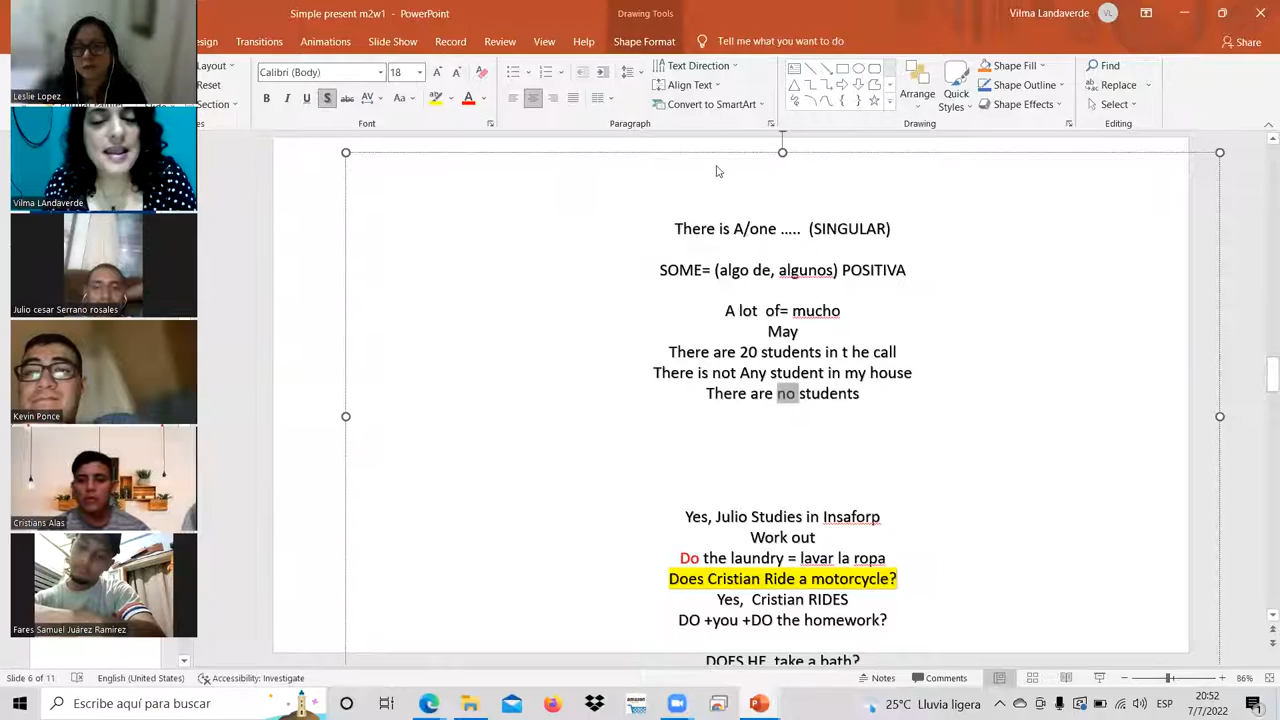 Simple present m2w1 - PowerPoint
Drawing Tools
Vilma Landaverde
VL
esign
Transitions
Animations
Slide Show
Record
Review
View
Help
Shape Format
Tell me what you want to do
Share
Layout
Reset
Section
Calibri (Body)
18
Font
Text Direction
Align Text
Convert to SmartArt
Paragraph
Arrange
Quick
Styles
Shape Fill
Shape Outline
Shape Effects
Drawing
Find
Replace
Select
Editing
Leslie Lopez
Vilma LAndaverde
Julio cesar Serrano rosales
Kevin Ponce
Cristians Alas
Fares Samuel Juárez Ramirez
There is A/one ..... (SINGULAR)
SOME= (algo de, algunos) POSITIVA
A lot of= mucho
May
There are 20 students in t he call
There is not Any student in my house
There are no students
Yes, Julio Studies in Insaforp
Work out
Do the laundry = lavar la ropa
Does Cristian Ride a motorcycle?
Yes, Cristian RIDES
DO +you +DO the homework?
DOES HE take a bath?
Slide 6 of 11
English (United States)
Accessibility: Investigate
Notes
Comments
86%
Escribe aquí para buscar
25°C Lluvia ligera
ESP
20:52
7/7/2022